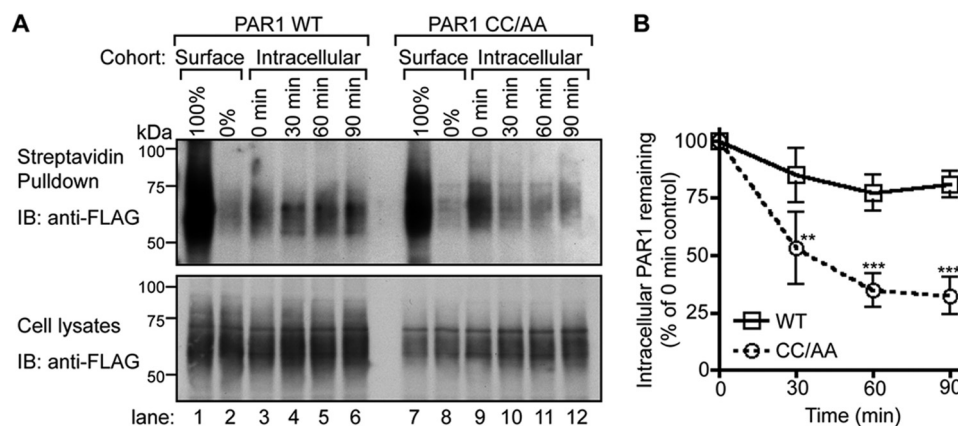 A
PAR1 WT
PAR1 CC/AA
Cohort: Surface Intracellular Surface Intracellular
100% 0% 0 min 30 min 60 min 90 min 100% 0% 0 min 30 min 60 min 90 min
kDa
Streptavidin
Pulldown
IB: anti-FLAG
100
75
50
Cell lysates
IB: anti-FLAG
75
50
lane: 1 2 3 4 5 6 7 8 9 10 11 12
B
Intracellular PAR1 remaining
(% of 0 min control)
100
75
50
25
0
**
***
***
WT
CC/AA
0 30 60 90
Time (min)